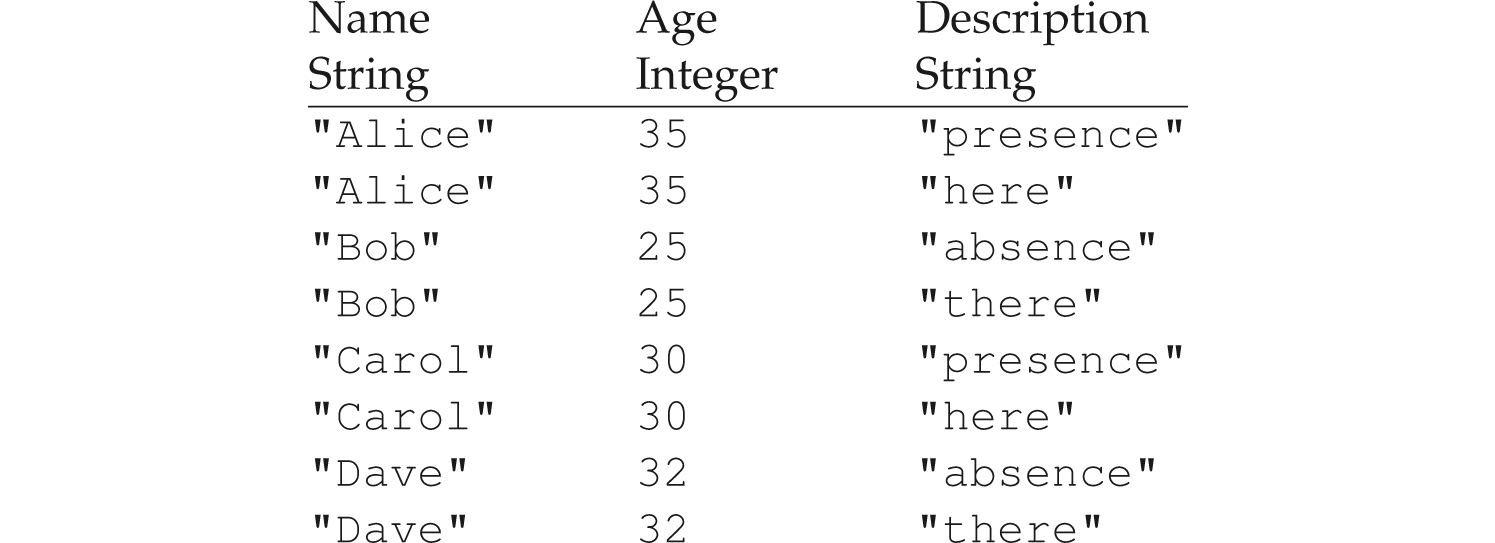 Name Age Description
String Integer String
"Alice" 35 "presence"
"Alice" 35 "here"
"Bob" 25 "absence"
"Bob" 25 "there"
"Carol" 30 "presence"
"Carol" 30 "here"
"Dave" 32 "absence"
"Dave" 32 "there"